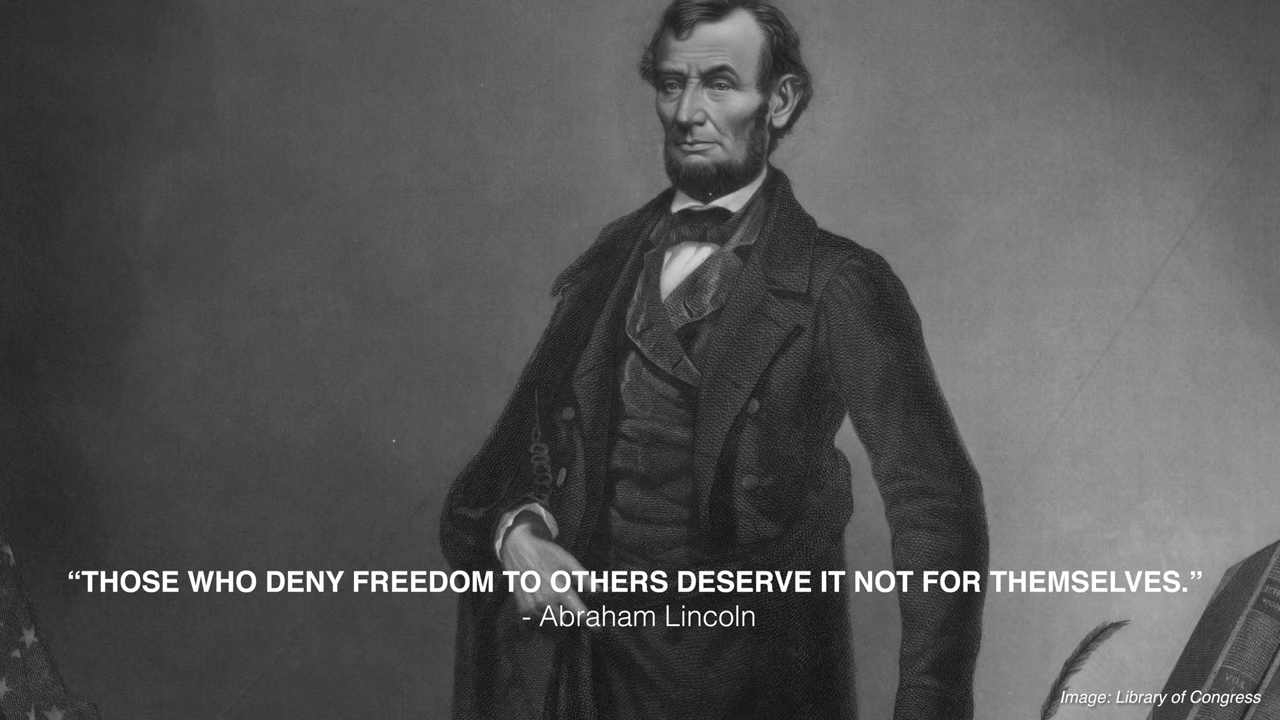 “THOSE WHO DENY FREEDOM TO OTHERS DESERVE IT NOT FOR THEMSELVES.”
- Abraham Lincoln
Image: Library of Congress